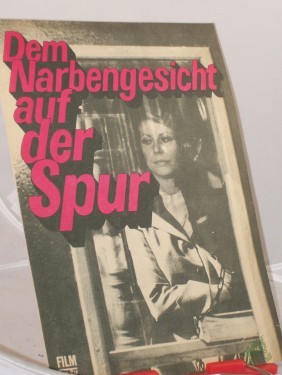 Dem
Narbengesicht
auf
der
Spur
FILM